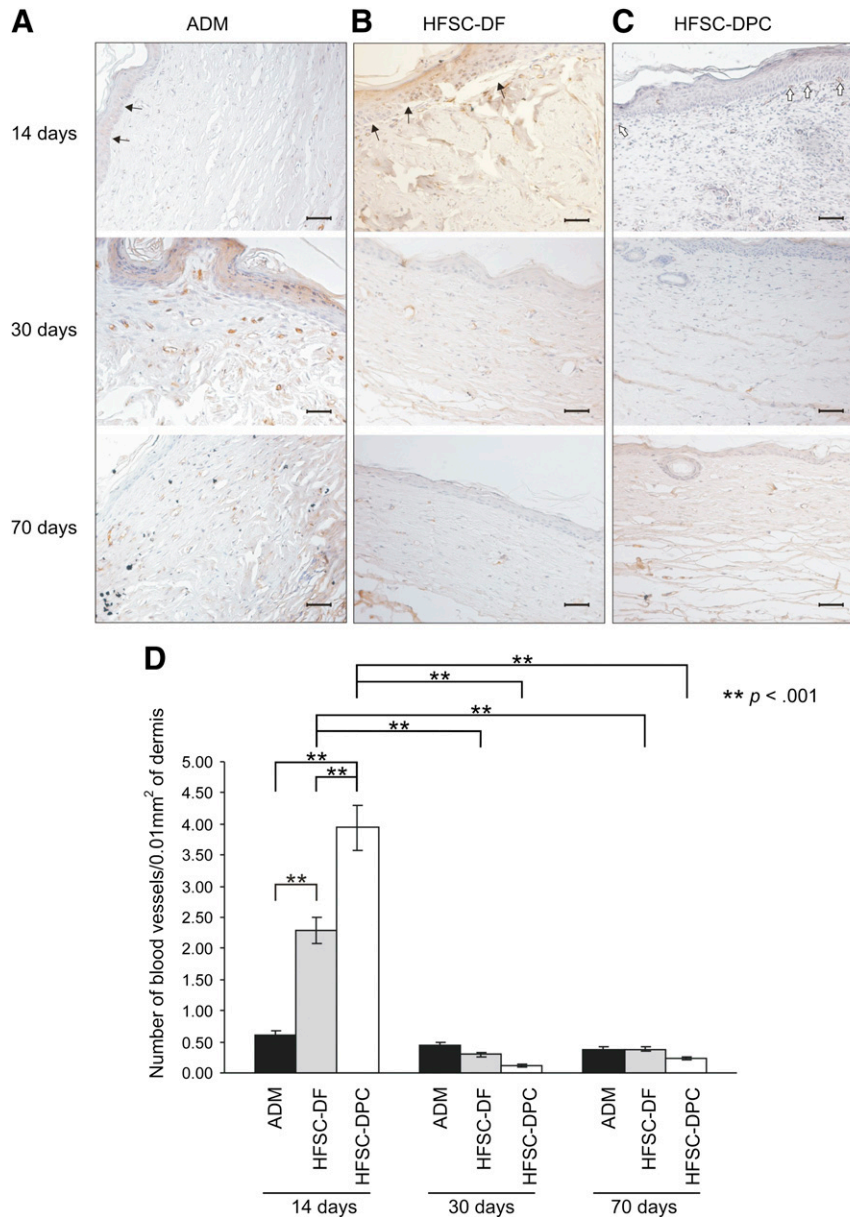 A ADM B HFSC-DF C HFSC-DPC
14 days
30 days
70 days
D
** p < .001
**
**
**
**
**
**
**
Number of blood vessels/0.01mm² of dermis
5.00
4.50
4.00
3.50
3.00
2.50
2.00
1.50
1.00
0.50
0.00
ADM HFSC-DF HFSC-DPC ADM HFSC-DF HFSC-DPC ADM HFSC-DF HFSC-DPC
14 days 30 days 70 days